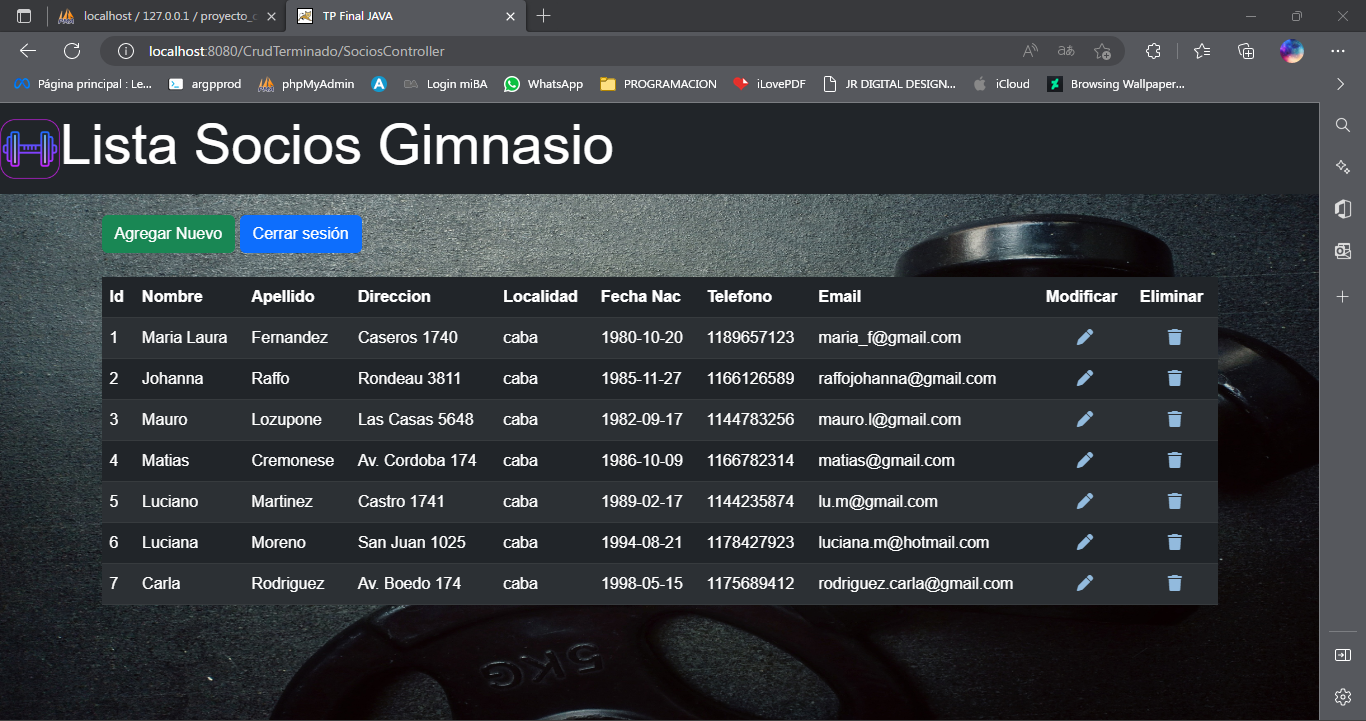 localhost / 127.0.0.1 / proyecto_c
TP Final JAVA
localhost:8080/CrudTerminado/SociosController
Página principal : Le... argpprod phpMyAdmin Login miBA WhatsApp PROGRAMACION iLovePDF JR DIGITAL DESIGN... iCloud Browsing Wallpaper...
Lista Socios Gimnasio
Agregar Nuevo Cerrar sesión
Id Nombre Apellido Direccion Localidad Fecha Nac Telefono Email Modificar Eliminar
1 Maria Laura Fernandez Caseros 1740 caba 1980-10-20 1189657123 maria_f@gmail.com
2 Johanna Raffo Rondeau 3811 caba 1985-11-27 1166126589 raffojohanna@gmail.com
3 Mauro Lozupone Las Casas 5648 caba 1982-09-17 1144783256 mauro.l@gmail.com
4 Matias Cremonese Av. Cordoba 174 caba 1986-10-09 1166782314 matias@gmail.com
5 Luciano Martinez Castro 1741 caba 1989-02-17 1144235874 lu.m@gmail.com
6 Luciana Moreno San Juan 1025 caba 1994-08-21 1178427923 luciana.m@hotmail.com
7 Carla Rodriguez Av. Boedo 174 caba 1998-05-15 1175689412 rodriguez.carla@gmail.com
5KG